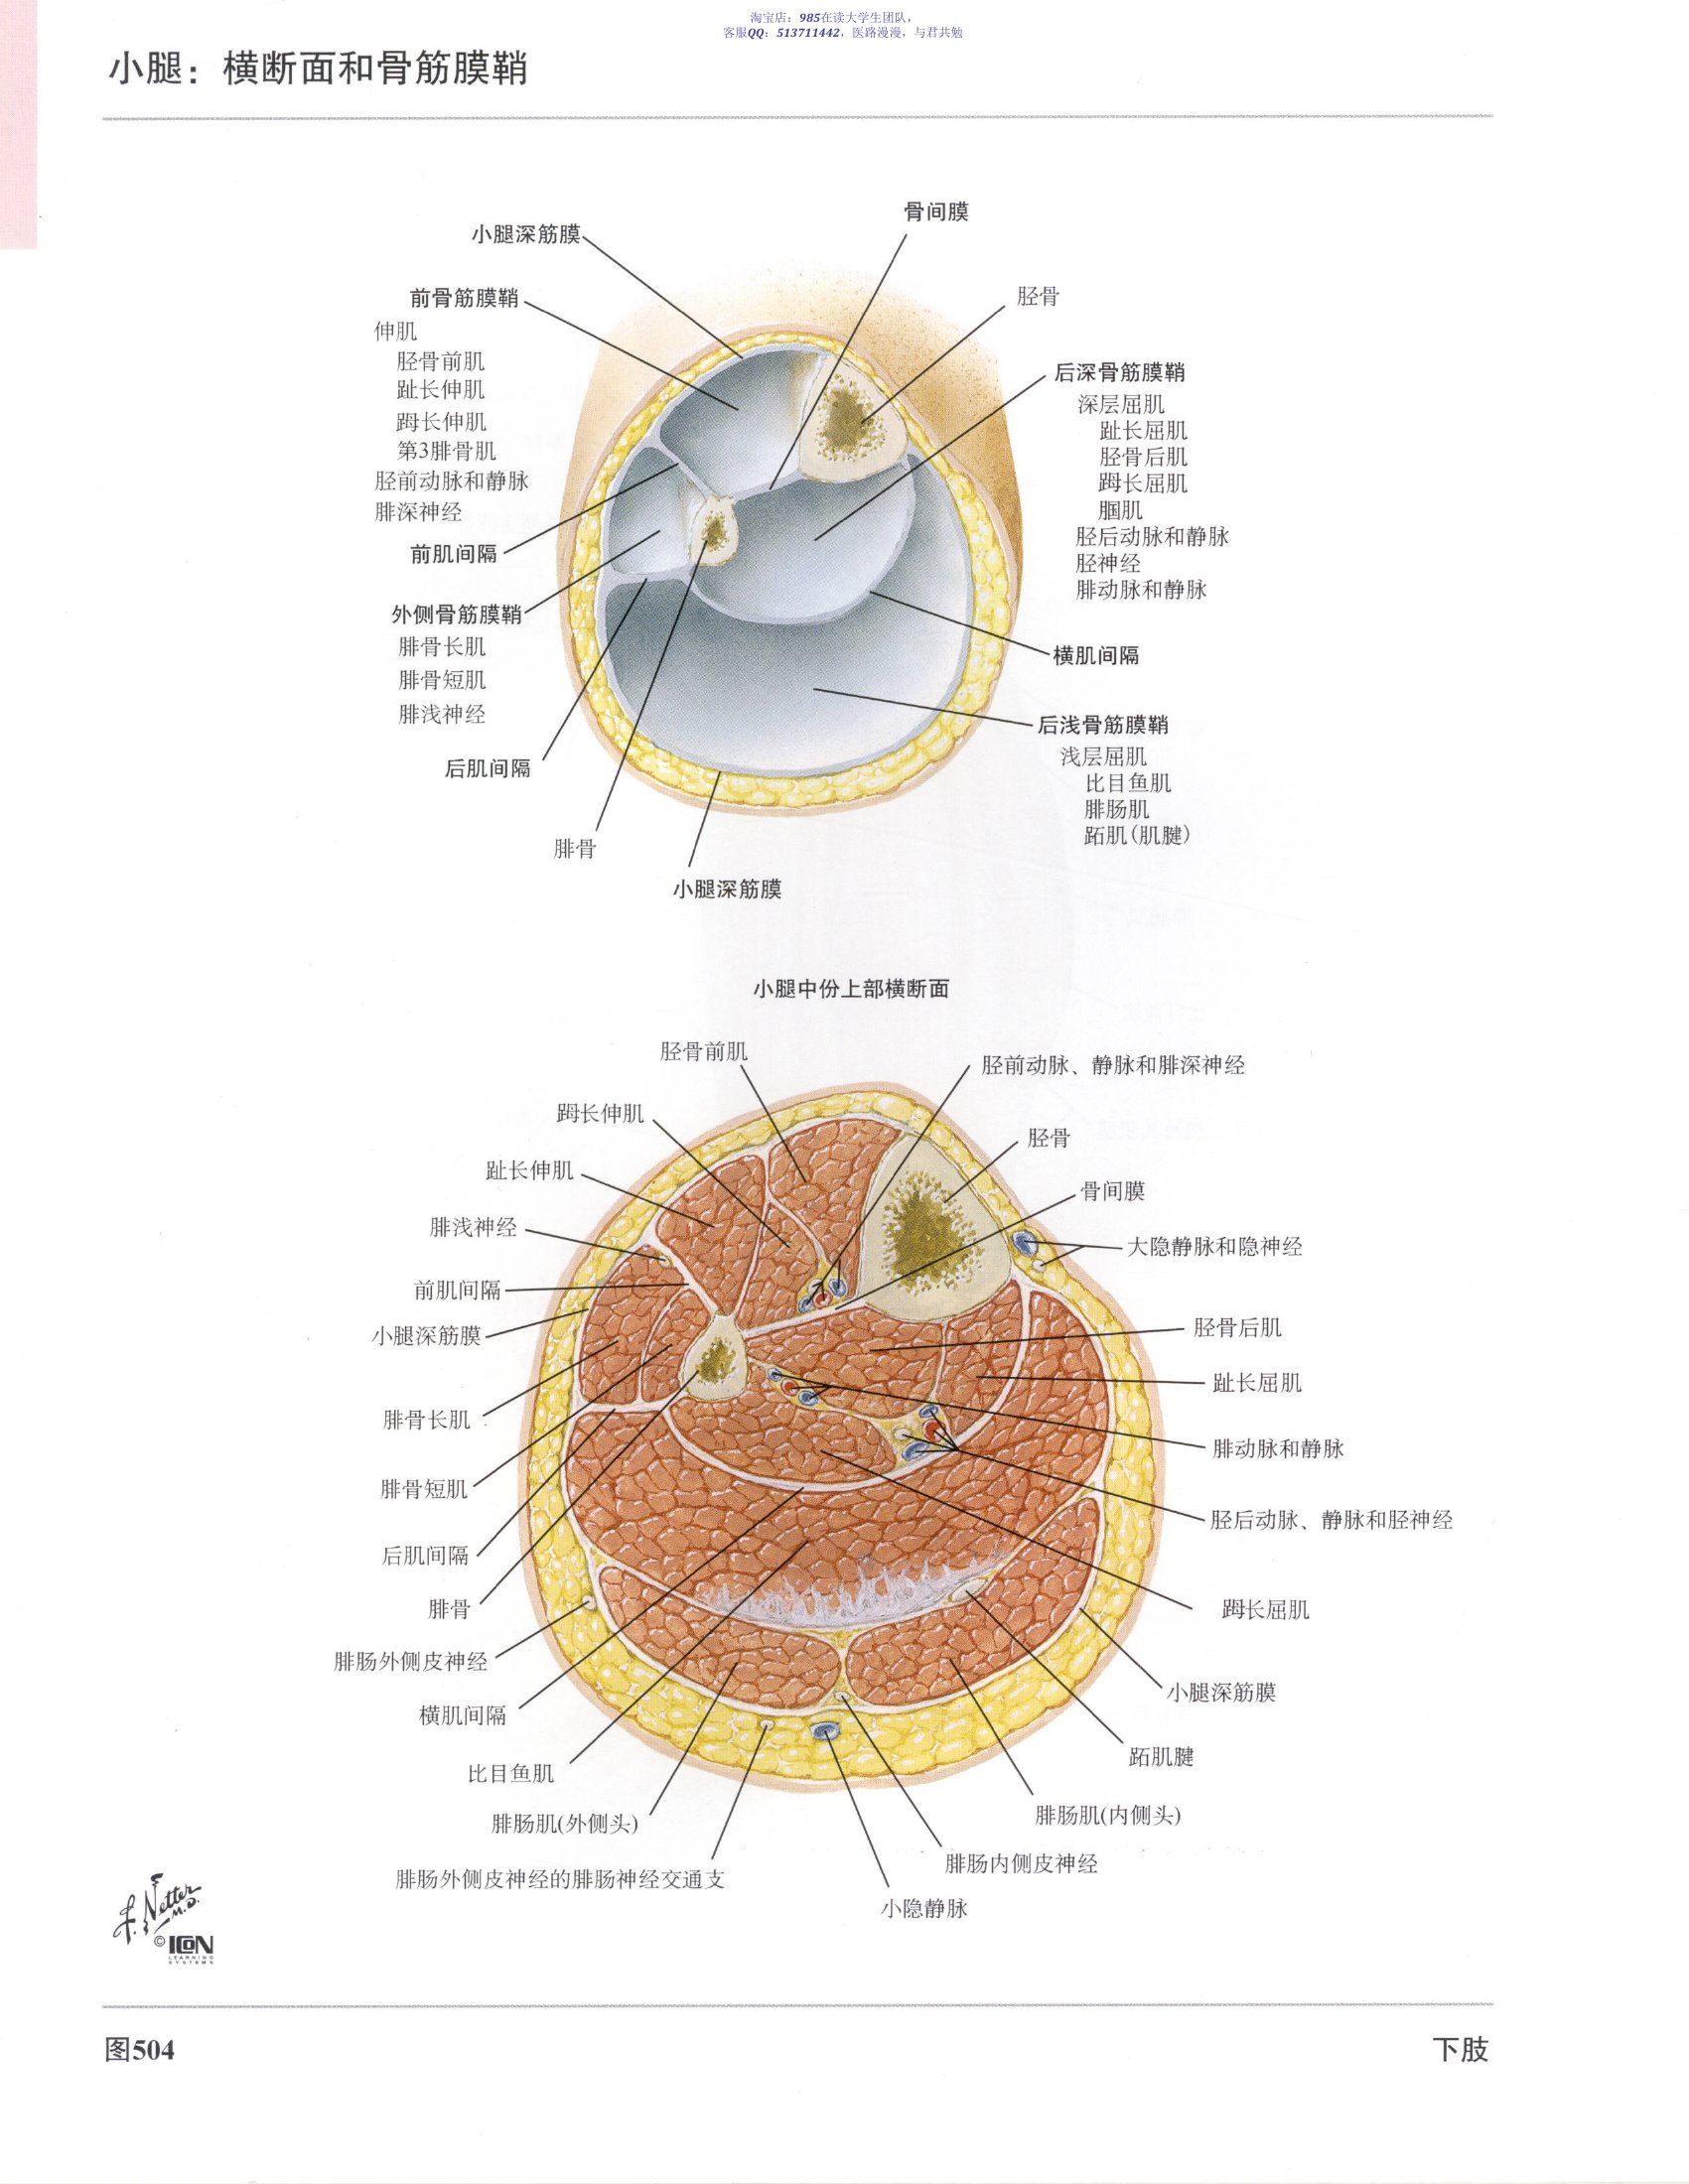 淘宝店：985在读大学生团队，
客服QQ：513711442，医路漫漫，与君共勉
小腿：横断面和骨筋膜鞘
骨间膜
小腿深筋膜
前骨筋膜鞘
伸肌
胫骨前肌
趾长伸肌
踇长伸肌
第3腓骨肌
胫前动脉和静脉
腓深神经
前肌间隔
外侧骨筋膜鞘
腓骨长肌
腓骨短肌
腓浅神经
后肌间隔
腓骨
小腿深筋膜
胫骨
后深骨筋膜鞘
深层屈肌
趾长屈肌
胫骨后肌
踇长屈肌
腘肌
胫后动脉和静脉
胫神经
腓动脉和静脉
横肌间隔
后浅骨筋膜鞘
浅层屈肌
比目鱼肌
腓肠肌
跖肌(肌腱)
小腿中份上部横断面
胫骨前肌
踇长伸肌
趾长伸肌
腓浅神经
前肌间隔
小腿深筋膜
腓骨长肌
腓骨短肌
后肌间隔
腓骨
腓肠外侧皮神经
横肌间隔
比目鱼肌
腓肠肌(外侧头)
腓肠外侧皮神经的腓肠神经交通支
胫前动脉、静脉和腓深神经
胫骨
骨间膜
大隐静脉和隐神经
胫骨后肌
趾长屈肌
腓动脉和静脉
胫后动脉、静脉和胫神经
踇长屈肌
小腿深筋膜
跖肌腱
腓肠肌(内侧头)
腓肠内侧皮神经
小隐静脉
F. Netter
M.D.
© ICON
LEARNING
SYSTEMS
图504
下肢